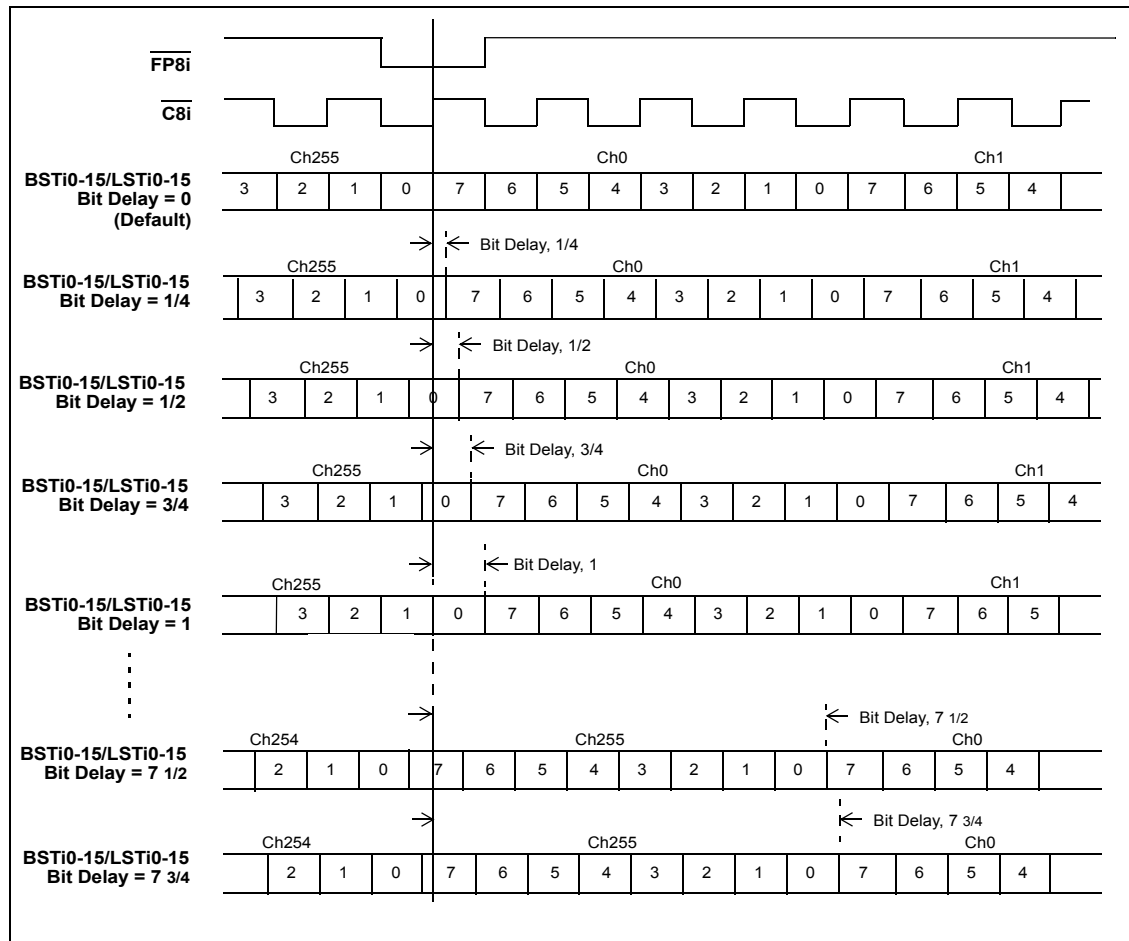 FP8i
C8i
Ch255 Ch0 Ch1
BSTi0-15/LSTi0-15
Bit Delay = 0
(Default)
3 2 1 0 7 6 5 4 3 2 1 0 7 6 5 4
Bit Delay, 1/4
Ch255 Ch0 Ch1
BSTi0-15/LSTi0-15
Bit Delay = 1/4
3 2 1 0 7 6 5 4 3 2 1 0 7 6 5 4
Bit Delay, 1/2
Ch255 Ch0 Ch1
BSTi0-15/LSTi0-15
Bit Delay = 1/2
3 2 1 0 7 6 5 4 3 2 1 0 7 6 5 4
Bit Delay, 3/4
Ch255 Ch0 Ch1
BSTi0-15/LSTi0-15
Bit Delay = 3/4
3 2 1 0 7 6 5 4 3 2 1 0 7 6 5 4
Bit Delay, 1
Ch255 Ch0 Ch1
BSTi0-15/LSTi0-15
Bit Delay = 1
3 2 1 0 7 6 5 4 3 2 1 0 7 6 5
Bit Delay, 7 1/2
Ch254 Ch255 Ch0
BSTi0-15/LSTi0-15
Bit Delay = 7 1/2
2 1 0 7 6 5 4 3 2 1 0 7 6 5 4
Bit Delay, 7 3/4
Ch254 Ch255 Ch0
BSTi0-15/LSTi0-15
Bit Delay = 7 3/4
2 1 0 7 6 5 4 3 2 1 0 7 6 5 4